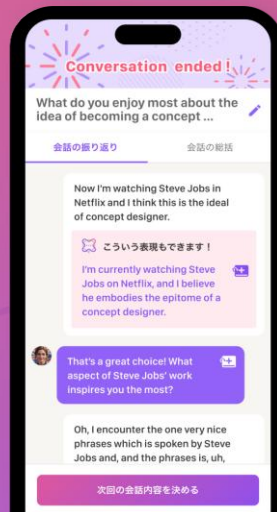 Conversation ended!
What do you enjoy most about the
idea of becoming a concept ...
会話の振り返り
会話の総括
Now I'm watching Steve Jobs in
Netflix and I think this is the ideal
of concept designer.
こういう表現もできます！
I'm currently watching Steve
Jobs on Netflix, and I believe
he embodies the epitome of a
concept designer.
That's a great choice! What
aspect of Steve Jobs' work
inspires you the most?
Oh, I encounter the one very nice
phrases which is spoken by Steve
Jobs and, and the phrases is, uh,
次回の会話内容を決める